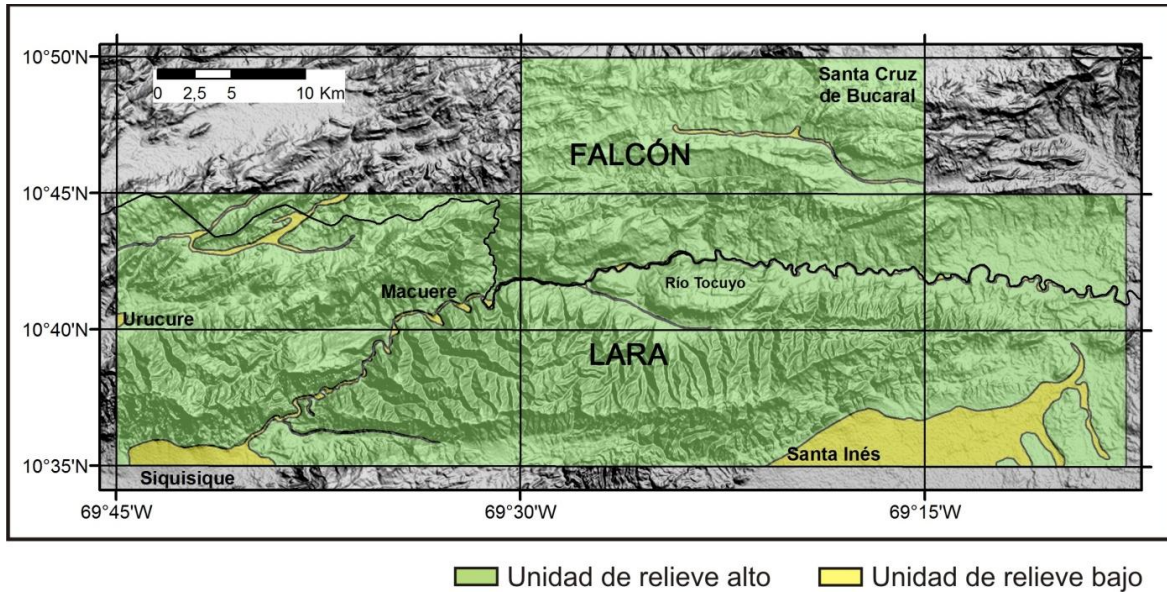 10°50'N
0 2,5 5 10 Km
Santa Cruz
de Bucaral
FALCÓN
10°45'N
Macuere
Río Tocuyo
Urucure
10°40'N
LARA
Santa Inés
10°35'N
Siquisique
69°45'W 69°30'W 69°15'W
Unidad de relieve alto Unidad de relieve bajo